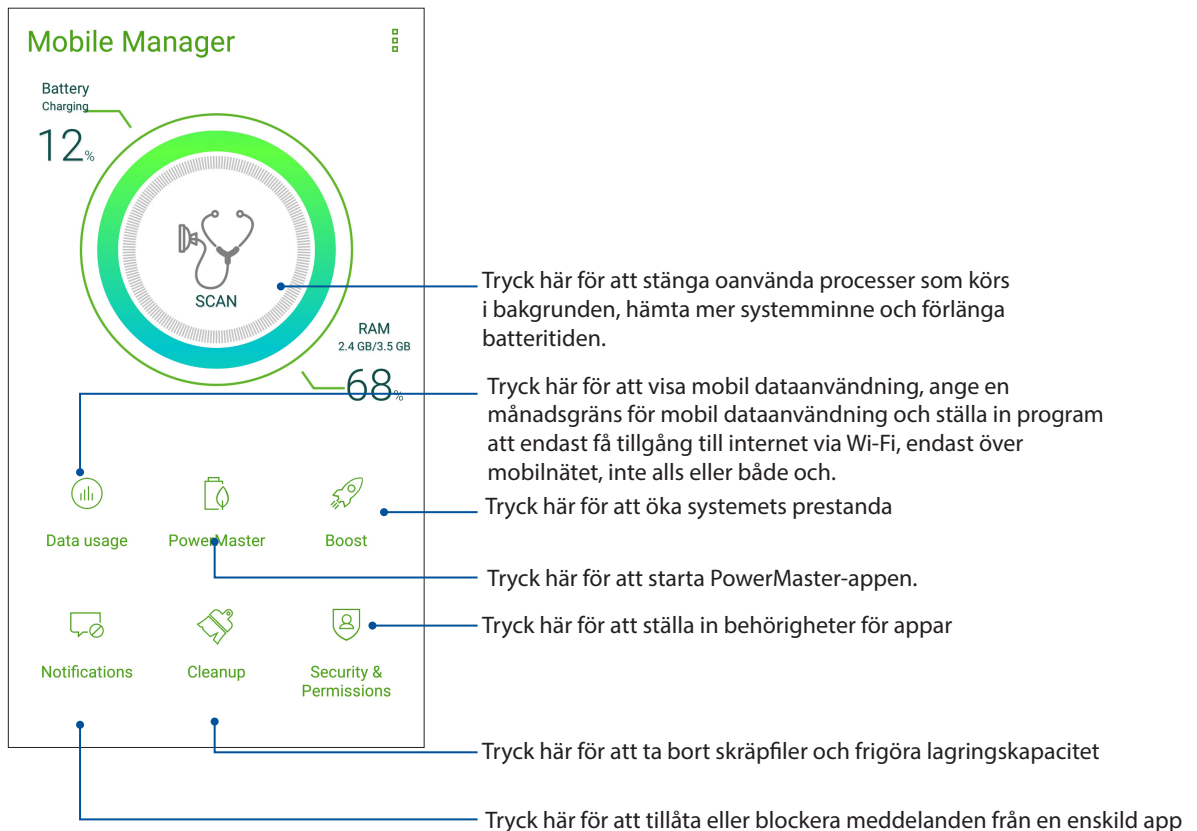 Mobile Manager
Battery
Charging
12%
SCAN
RAM
2.4 GB/3.5 GB
68%
Data usage
PowerMaster
Boost
Notifications
Cleanup
Security &
Permissions
Tryck här för att stänga oanvända processer som körs
i bakgrunden, hämta mer systemminne och förlänga
batteritiden.
Tryck här för att visa mobil dataanvändning, ange en
månadsgräns för mobil dataanvändning och ställa in program
att endast få tillgång till internet via Wi-Fi, endast över
mobilnätet, inte alls eller både och.
Tryck här för att öka systemets prestanda
Tryck här för att starta PowerMaster-appen.
Tryck här för att ställa in behörigheter för appar
Tryck här för att ta bort skräpfiler och frigöra lagringskapacitet
Tryck här för att tillåta eller blockera meddelanden från en enskild app